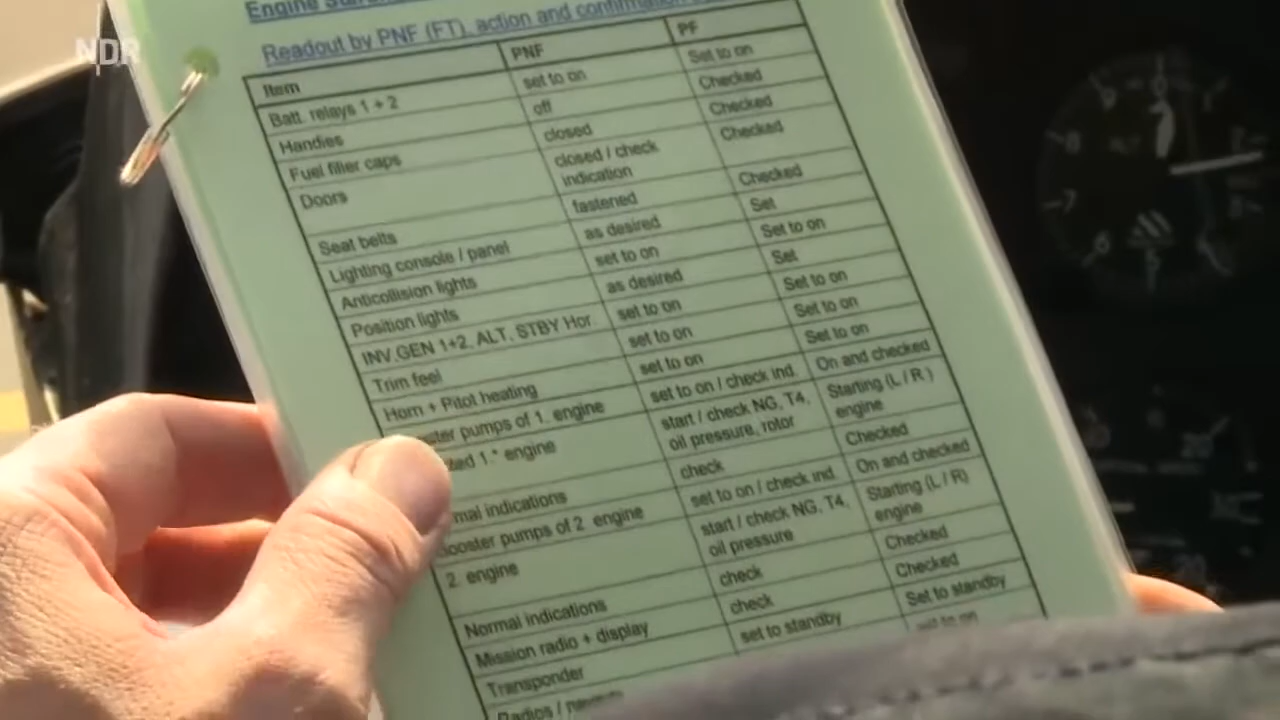 NDR
Engine
Readout by PNF (FT), action and confirmation
Item PNF PF
Batt. relays 1 + 2 set to on Set to on
Handies off Checked
Fuel filler caps closed Checked
Doors closed / check Checked
indication
Seat belts fastened Checked
Lighting console / panel as desired Set
Anticollision lights set to on Set to on
Position lights as desired Set
INV.GEN 1+2, ALT, STBY Hor. set to on Set to on
Trim feel set to on Set to on
Horn + Pilot heating set to on Set to on
pumps of 1. engine set to on / check ind. On and checked
1.* engine start / check NG, T4, Starting (L / R )
oil pressure, rotor engine
indications check Checked
pumps of 2. engine set to on / check ind. On and checked
2. engine start / check NG, T4, Starting (L / R)
oil pressure engine
Normal indications check Checked
Mission radio + display check Checked
Transponder set to standby Set to standby
Radios /